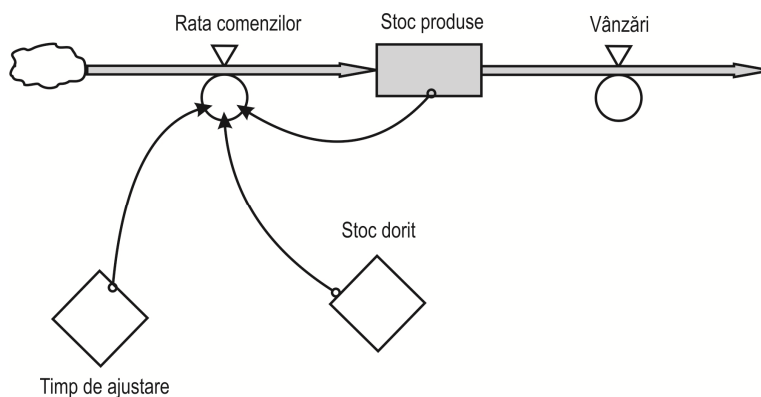 Rata comenzilor
Stoc produse
Vânzări
Stoc dorit
Timp de ajustare